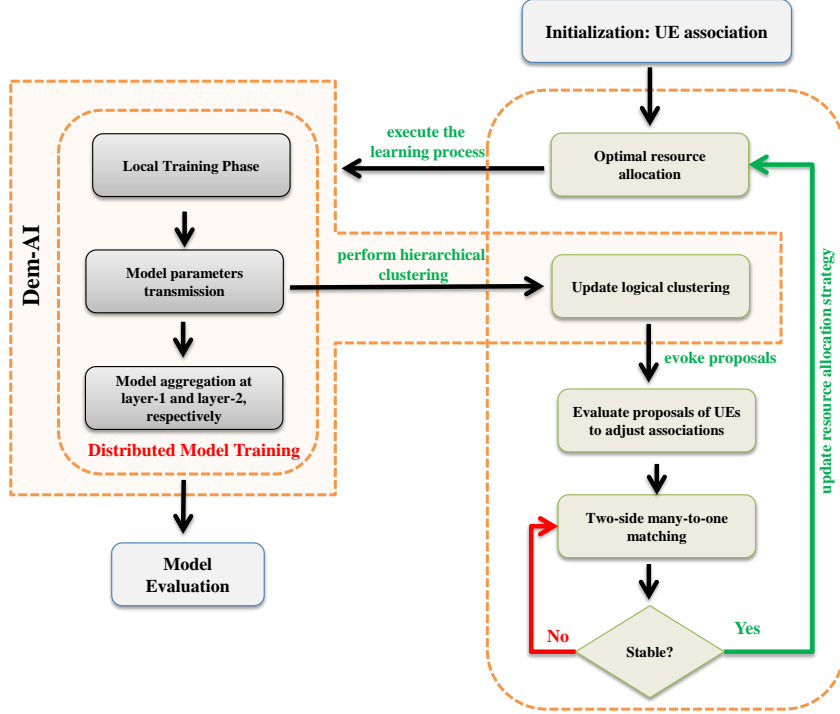 Initialization: UE association
execute the
learning process
Local Training Phase
Optimal resource
allocation
Dem-AI
Model parameters
transmission
perform hierarchical
clustering
Update logical clustering
update resource allocation strategy
evoke proposals
Model aggregation at
layer-1 and layer-2,
respectively
Distributed Model Training
Evaluate proposals of UEs
to adjust associations
Model
Evaluation
Two-side many-to-one
matching
No
Yes
Stable?